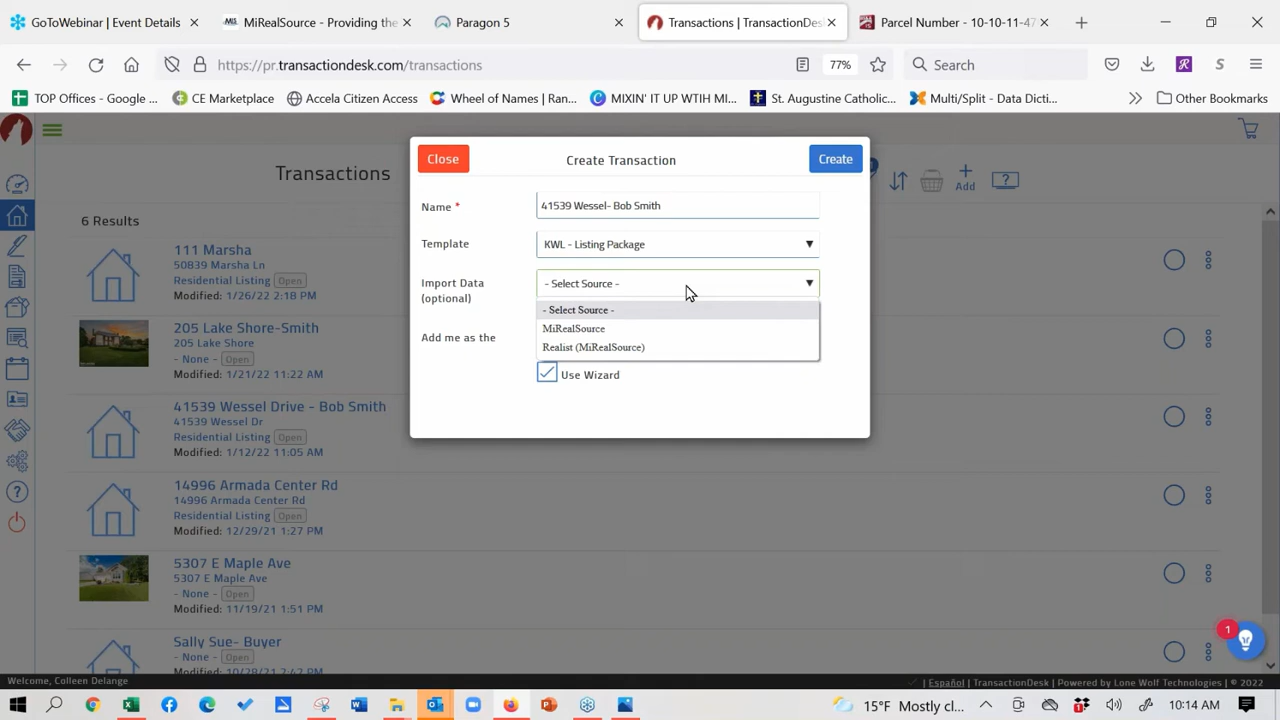 GoToWebinar | Event Details
MIS
MiRealSource - Providing the
Paragon 5
Transactions | TransactionDes
Parcel Number - 10-10-11-47
https://pr.transactiondesk.com/transactions
77%
Search
TOP Offices - Google ...
CE Marketplace
Accela Citizen Access
Wheel of Names | Ran...
MIXIN' IT UP WTIH MI...
St. Augustine Catholic...
Multi/Split - Data Dicti...
Other Bookmarks
Transactions
Add
6 Results
111 Marsha
50839 Marsha Ln
Residential Listing Open
Modified: 1/26/22 2:18 PM
205 Lake Shore-Smith
205 Lake Shore
- None - Open
Modified: 1/21/22 11:22 AM
41539 Wessel Drive - Bob Smith
41539 Wessel Dr
Residential Listing Open
Modified: 1/12/22 11:05 AM
14996 Armada Center Rd
14996 Armada Center Rd
Residential Listing Open
Modified: 12/29/21 1:27 PM
5307 E Maple Ave
5307 E Maple Ave
- None - Open
Modified: 11/19/21 1:51 PM
Sally Sue- Buyer
- None - Open
Modified: 10/28/21 2:42 PM
Close
Create Transaction
Create
Name *
41539 Wessel- Bob Smith
Template
KWL - Listing Package
Import Data
(optional)
- Select Source -
- Select Source -
MiRealSource
Realist (MiRealSource)
Add me as the
Use Wizard
1
Welcome, Colleen Delange
| Español | TransactionDesk | Powered by Lone Wolf Technologies | © 2022
15°F Mostly cl...
10:14 AM